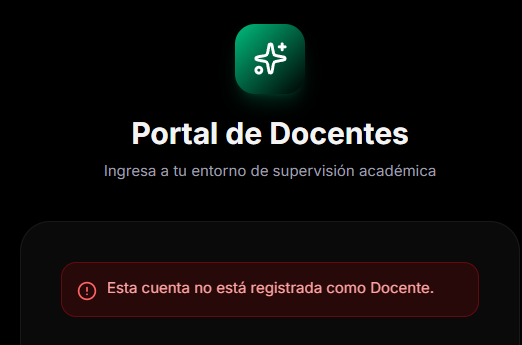 Portal de Docentes
Ingresa a tu entorno de supervisión académica
Esta cuenta no está registrada como Docente.